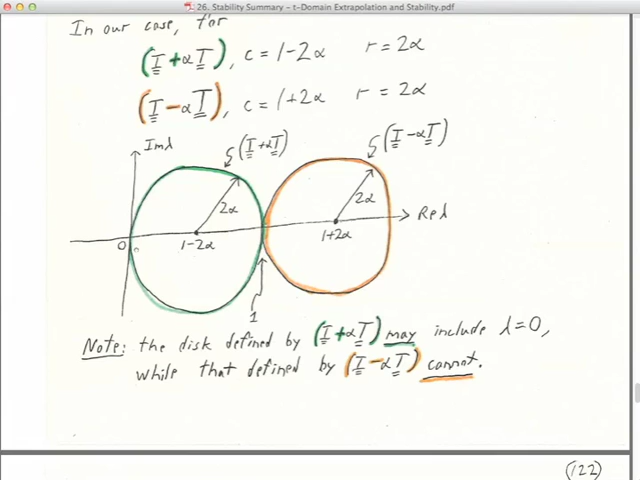 26. Stability Summary - t-Domain Extrapolation and Stability.pdf
In our case, for
(I+αT), c = 1-2α r = 2α
(I-αT), c = 1+2α r = 2α
Imλ
(I+αT)
(I-αT)
2α
2α
Reλ
0
1-2α
1+2α
1
Note: the disk defined by (I+αT) may include λ=0,
while that defined by (I-αT) cannot.
(122)